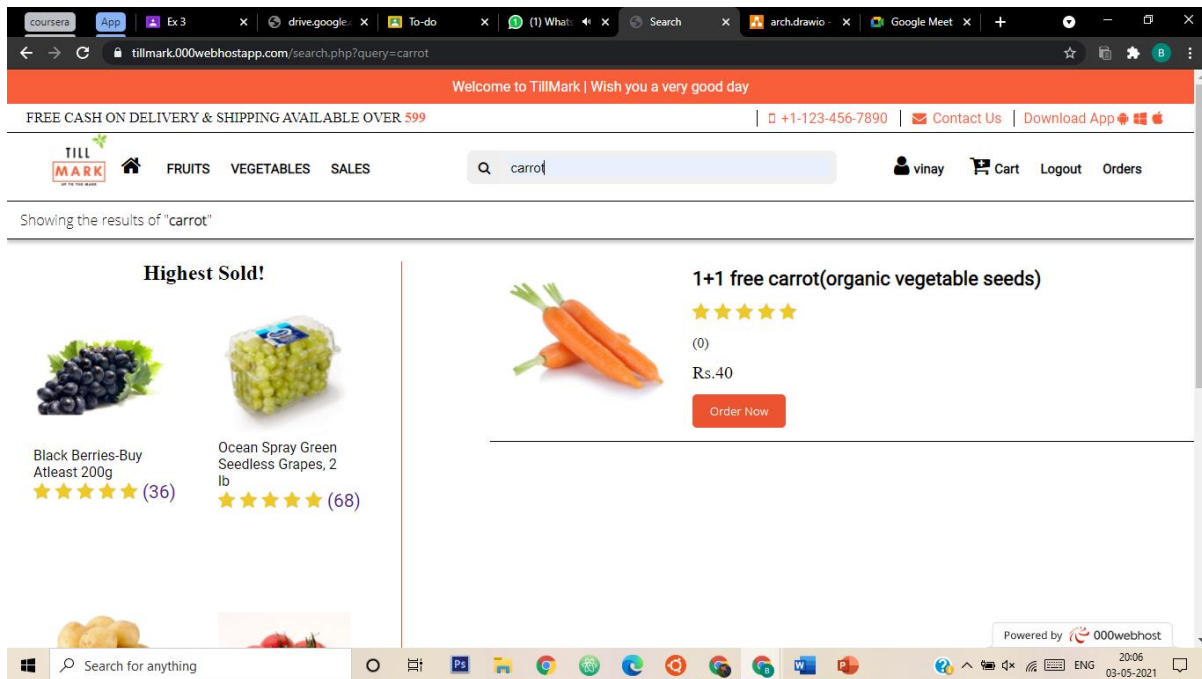 coursera App Ex 3 drive.google. To-do (1) Whats Search arch.drawio - Google Meet
tillmark.000webhostapp.com/search.php?query=carrot
B
Welcome to TillMark | Wish you a very good day
FREE CASH ON DELIVERY & SHIPPING AVAILABLE OVER 599
+1-123-456-7890 Contact Us Download App
TILL
MARK
UP TO THE MARK
FRUITS VEGETABLES SALES
carrot
vinay Cart Logout Orders
Showing the results of "carrot"
Highest Sold!
Black Berries-Buy
Atleast 200g
(36)
Ocean Spray Green
Seedless Grapes, 2
lb
(68)
1+1 free carrot(organic vegetable seeds)
(0)
Rs.40
Order Now
Powered by 000webhost
Search for anything
Ps
ENG
20:06
03-05-2021